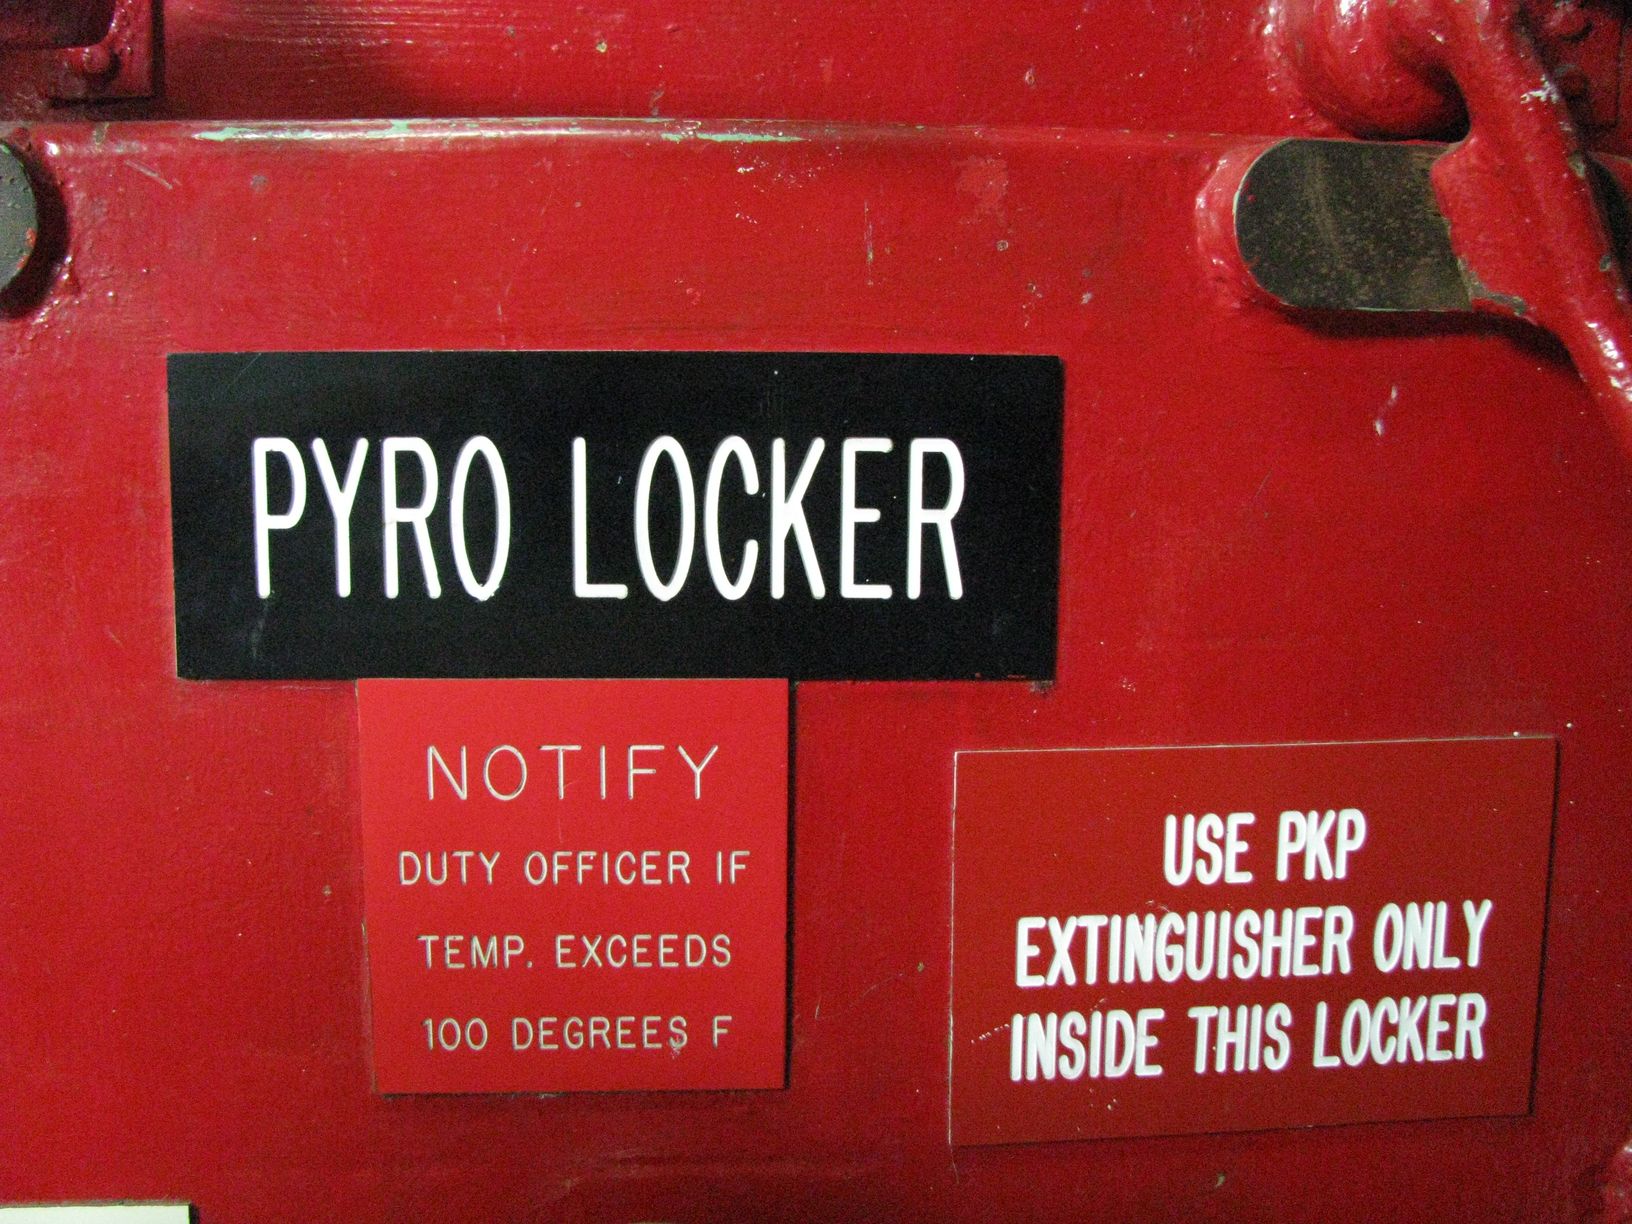 PYRO LOCKER
NOTIFY
DUTY OFFICER IF
TEMP. EXCEEDS
100 DEGREES F
USE PKP
EXTINGUISHER ONLY
INSIDE THIS LOCKER